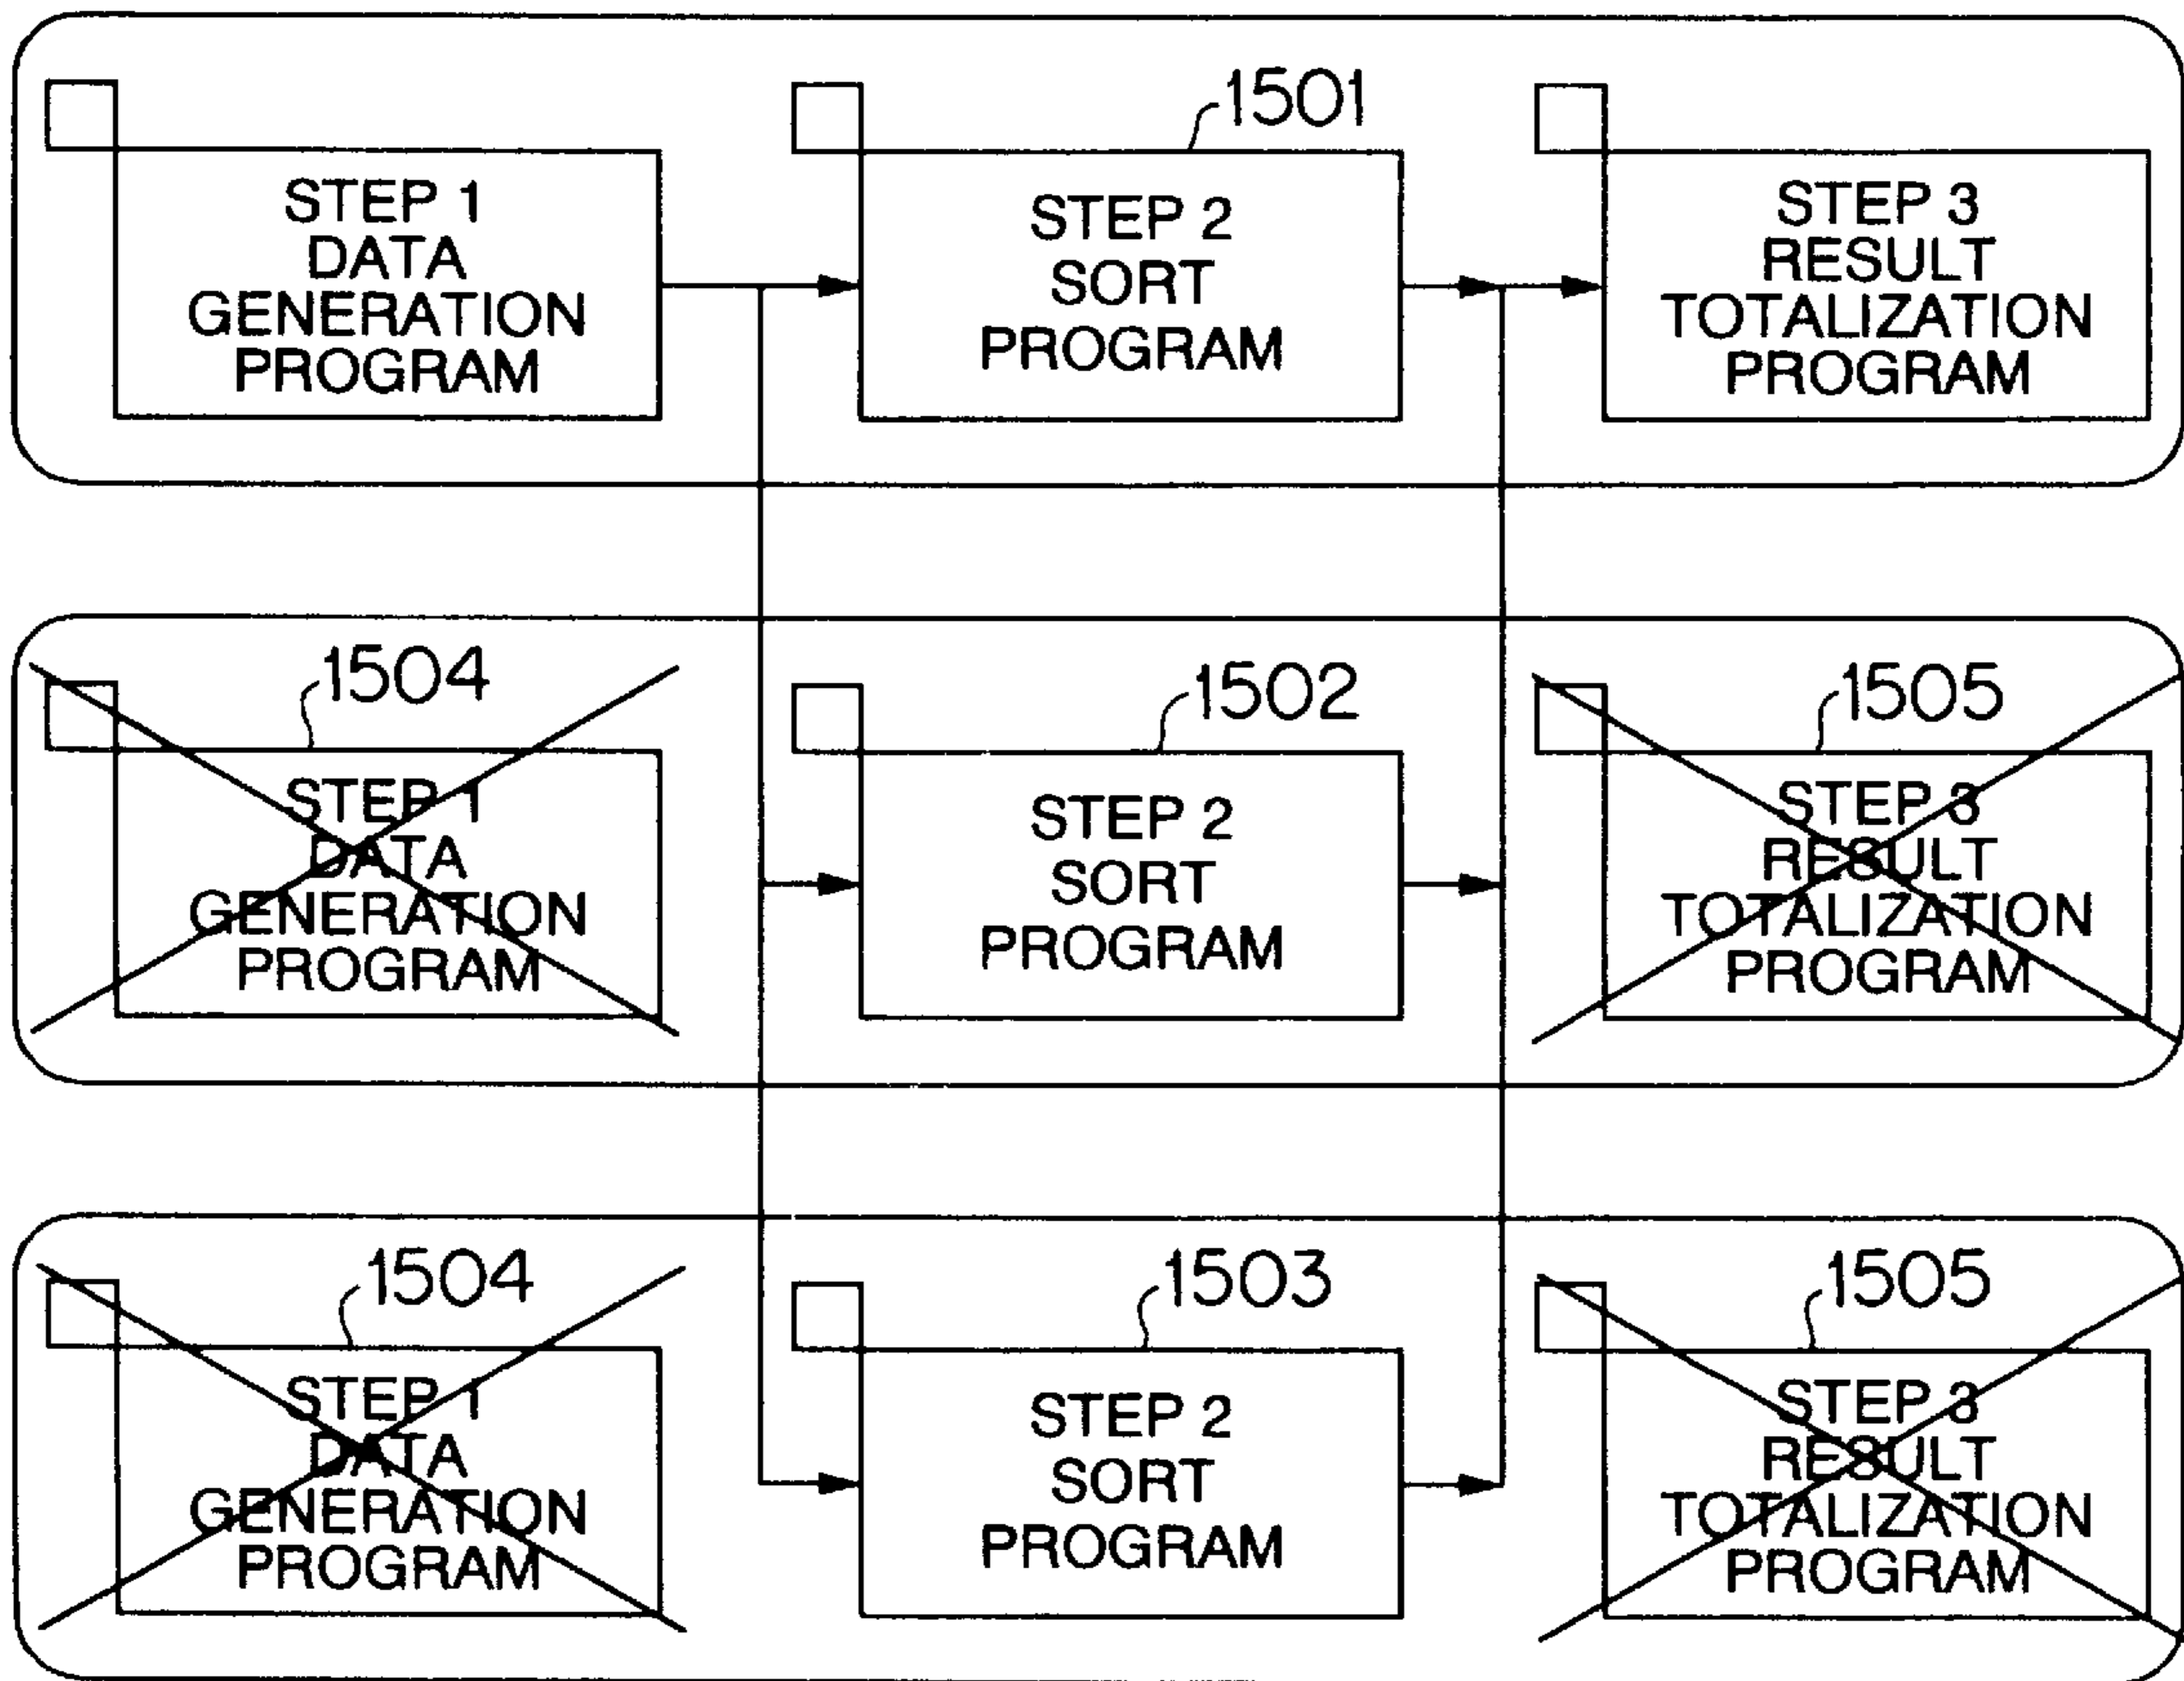 1501
STEP 1
DATA
GENERATION
PROGRAM
STEP 2
SORT
PROGRAM
STEP 3
RESULT
TOTALIZATION
PROGRAM
1504
1502
1505
STEP 1
DATA
GENERATION
PROGRAM
STEP 2
SORT
PROGRAM
STEP 3
RESULT
TOTALIZATION
PROGRAM
1504
1503
1505
STEP 1
DATA
GENERATION
PROGRAM
STEP 2
SORT
PROGRAM
STEP 3
RESULT
TOTALIZATION
PROGRAM